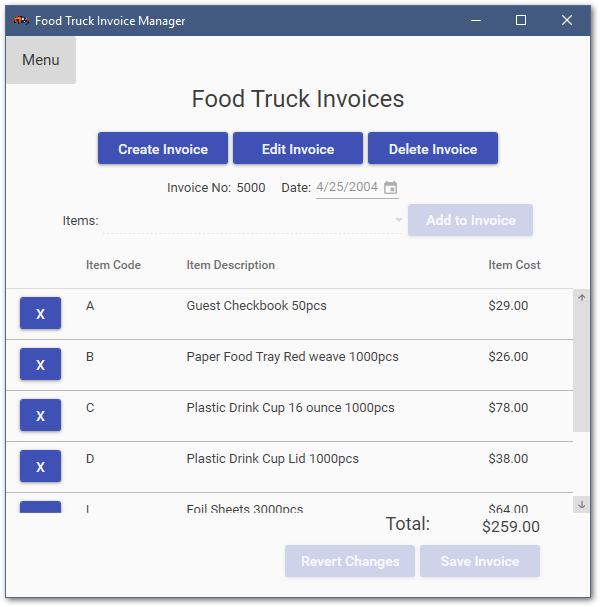 Food Truck Invoice Manager
Menu
Food Truck Invoices
Create Invoice Edit Invoice Delete Invoice
Invoice No: 5000 Date: 4/25/2004
Items: Add to Invoice
Item Code Item Description Item Cost
X A Guest Checkbook 50pcs $29.00
X B Paper Food Tray Red weave 1000pcs $26.00
X C Plastic Drink Cup 16 ounce 1000pcs $78.00
X D Plastic Drink Cup Lid 1000pcs $38.00
Foil Sheets 3000pcs $64.00
Total: $259.00
Revert Changes Save Invoice